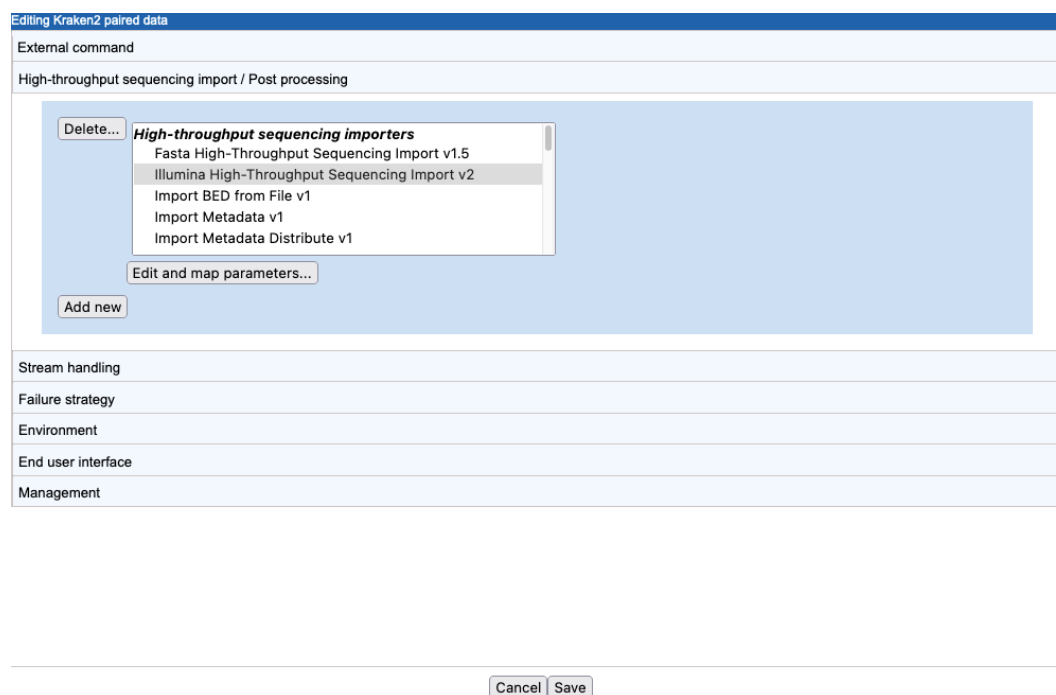 Editing Kraken2 paired data
External command
High-throughput sequencing import / Post processing
Delete...
High-throughput sequencing importers
Fasta High-Throughput Sequencing Import v1.5
Illumina High-Throughput Sequencing Import v2
Import BED from File v1
Import Metadata v1
Import Metadata Distribute v1
Edit and map parameters...
Add new
Stream handling
Failure strategy
Environment
End user interface
Management
Cancel Save